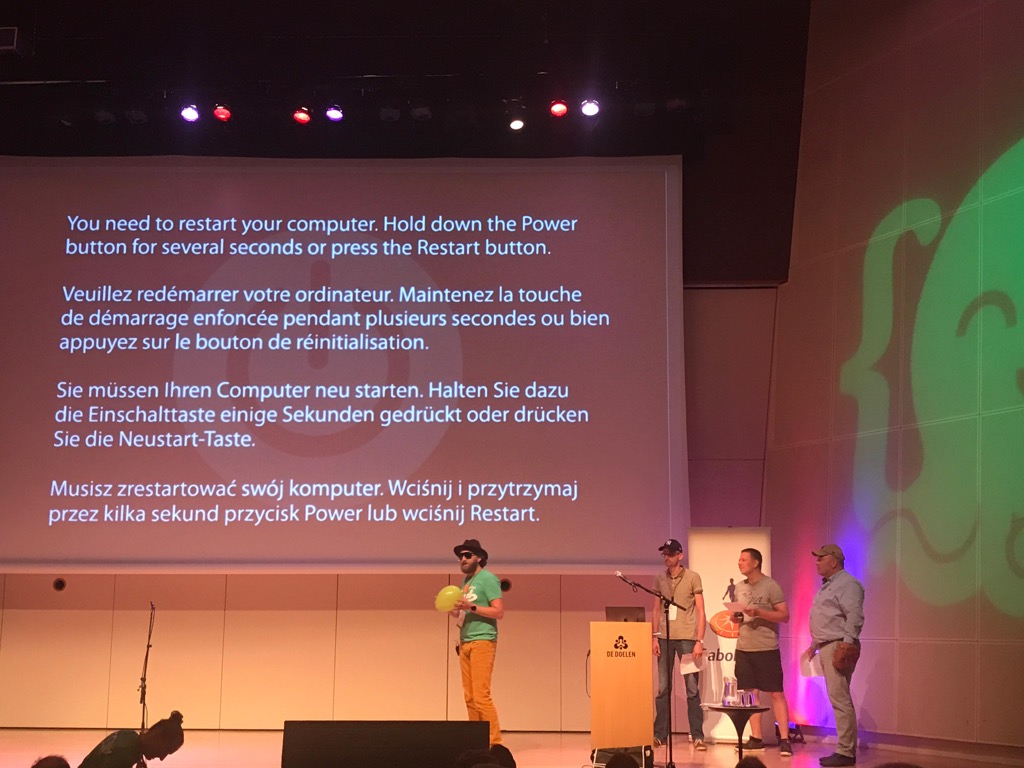 You need to restart your computer. Hold down the Power
button for several seconds or press the Restart button.
Veuillez redémarrer votre ordinateur. Maintenez la touche
de démarrage enfoncée pendant plusieurs secondes ou bien
appuyez sur le bouton de réinitialisation.
Sie müssen Ihren Computer neu starten. Halten Sie dazu
die Einschalttaste einige Sekunden gedrückt oder drücken
Sie die Neustart-Taste.
Musisz zrestartować swój komputer. Wciśnij i przytrzymaj
przez kilka sekund przycisk Power lub wciśnij Restart.
DE DOELEN